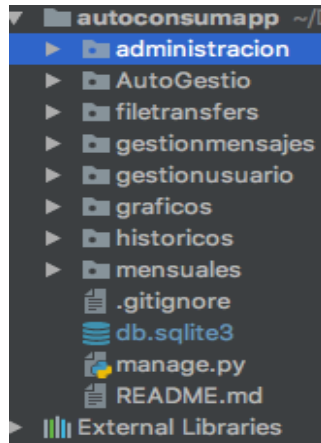 autoconsumapp ~/
administracion
AutoGestio
filetransfers
gestionmensajes
gestionusuario
graficos
historicos
mensuales
.gitignore
db.sqlite3
manage.py
README.md
External Libraries